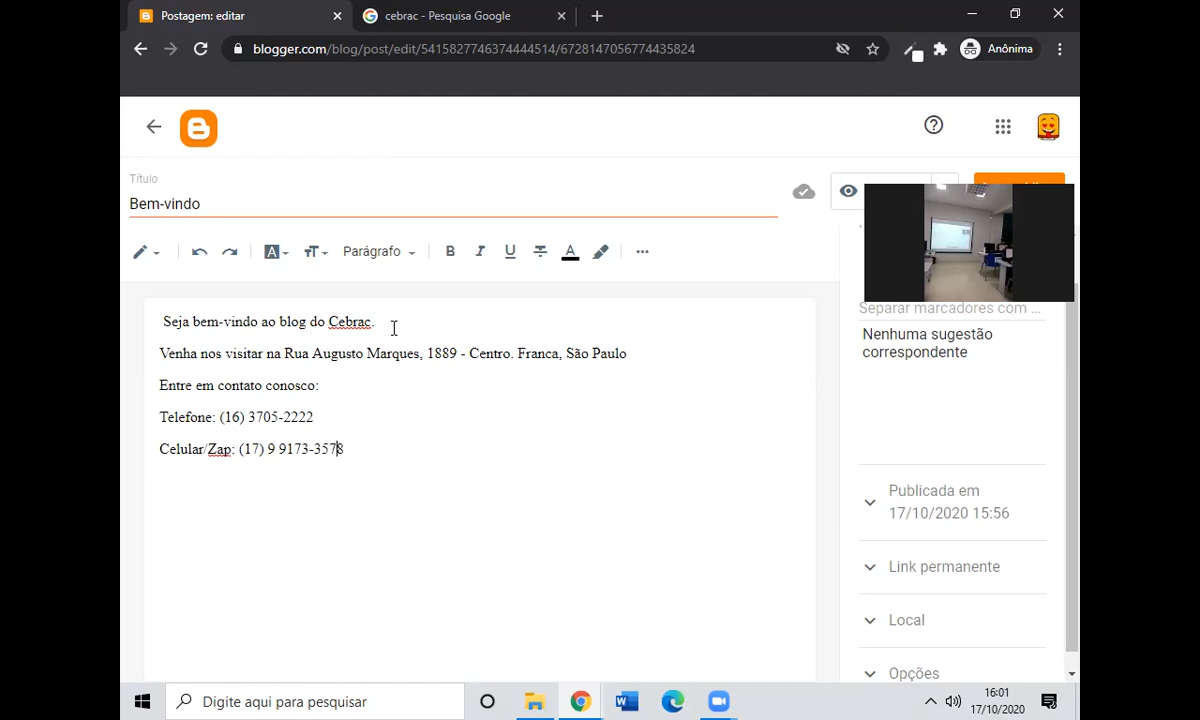 Postagem: editar
cebrac - Pesquisa Google
blogger.com/blog/post/edit/5415827746374444514/6728147056774435824
Anônima
Título
Bem-vindo
Parágrafo
Seja bem-vindo ao blog do Cebrac.
Venha nos visitar na Rua Augusto Marques, 1889 - Centro. Franca, São Paulo
Entre em contato conosco:
Telefone: (16) 3705-2222
Celular/Zap: (17) 9 9173-3578
Separar marcadores com ...
Nenhuma sugestão
correspondente
Publicada em
17/10/2020 15:56
Link permanente
Local
Opções
Digite aqui para pesquisar
16:01
17/10/2020